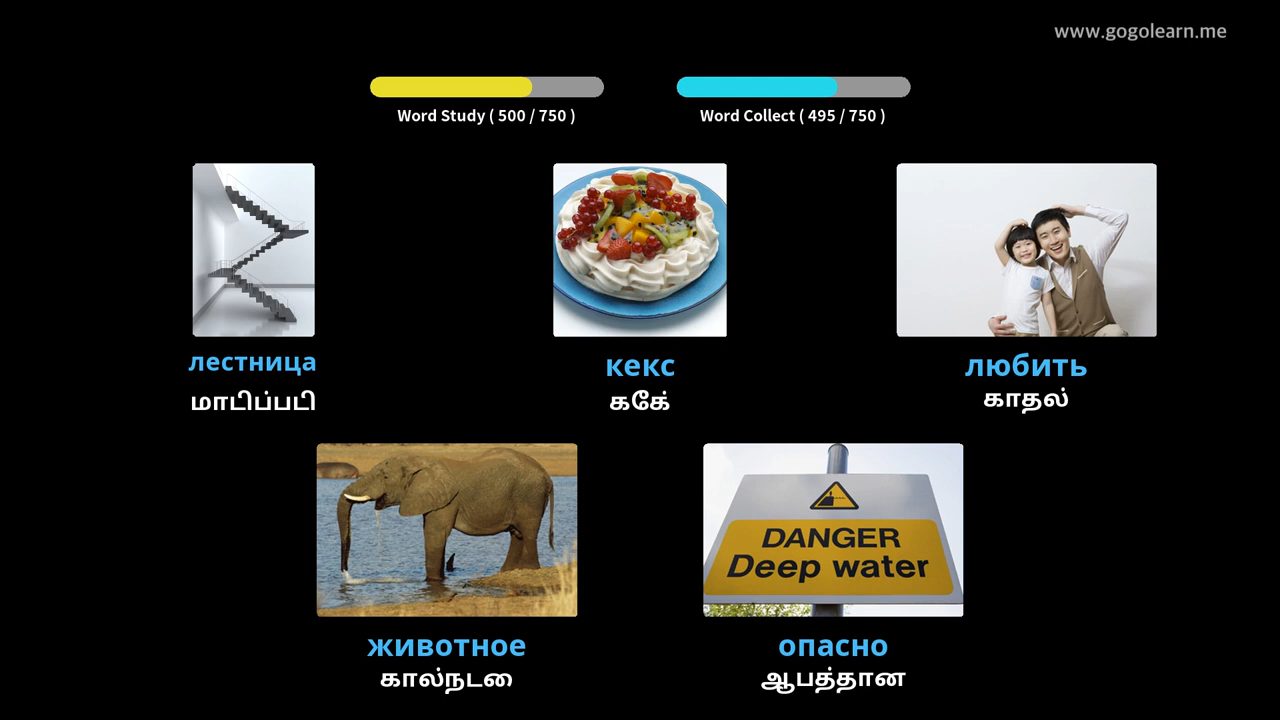 www.gogolearn.me
Word Study ( 500 / 750 )
Word Collect ( 495 / 750 )
лестница
மாடிப்படி
кекс
ககே்
любить
காதல்
DANGER
Deep water
животное
கால்நடை
опасно
ஆபத்தான